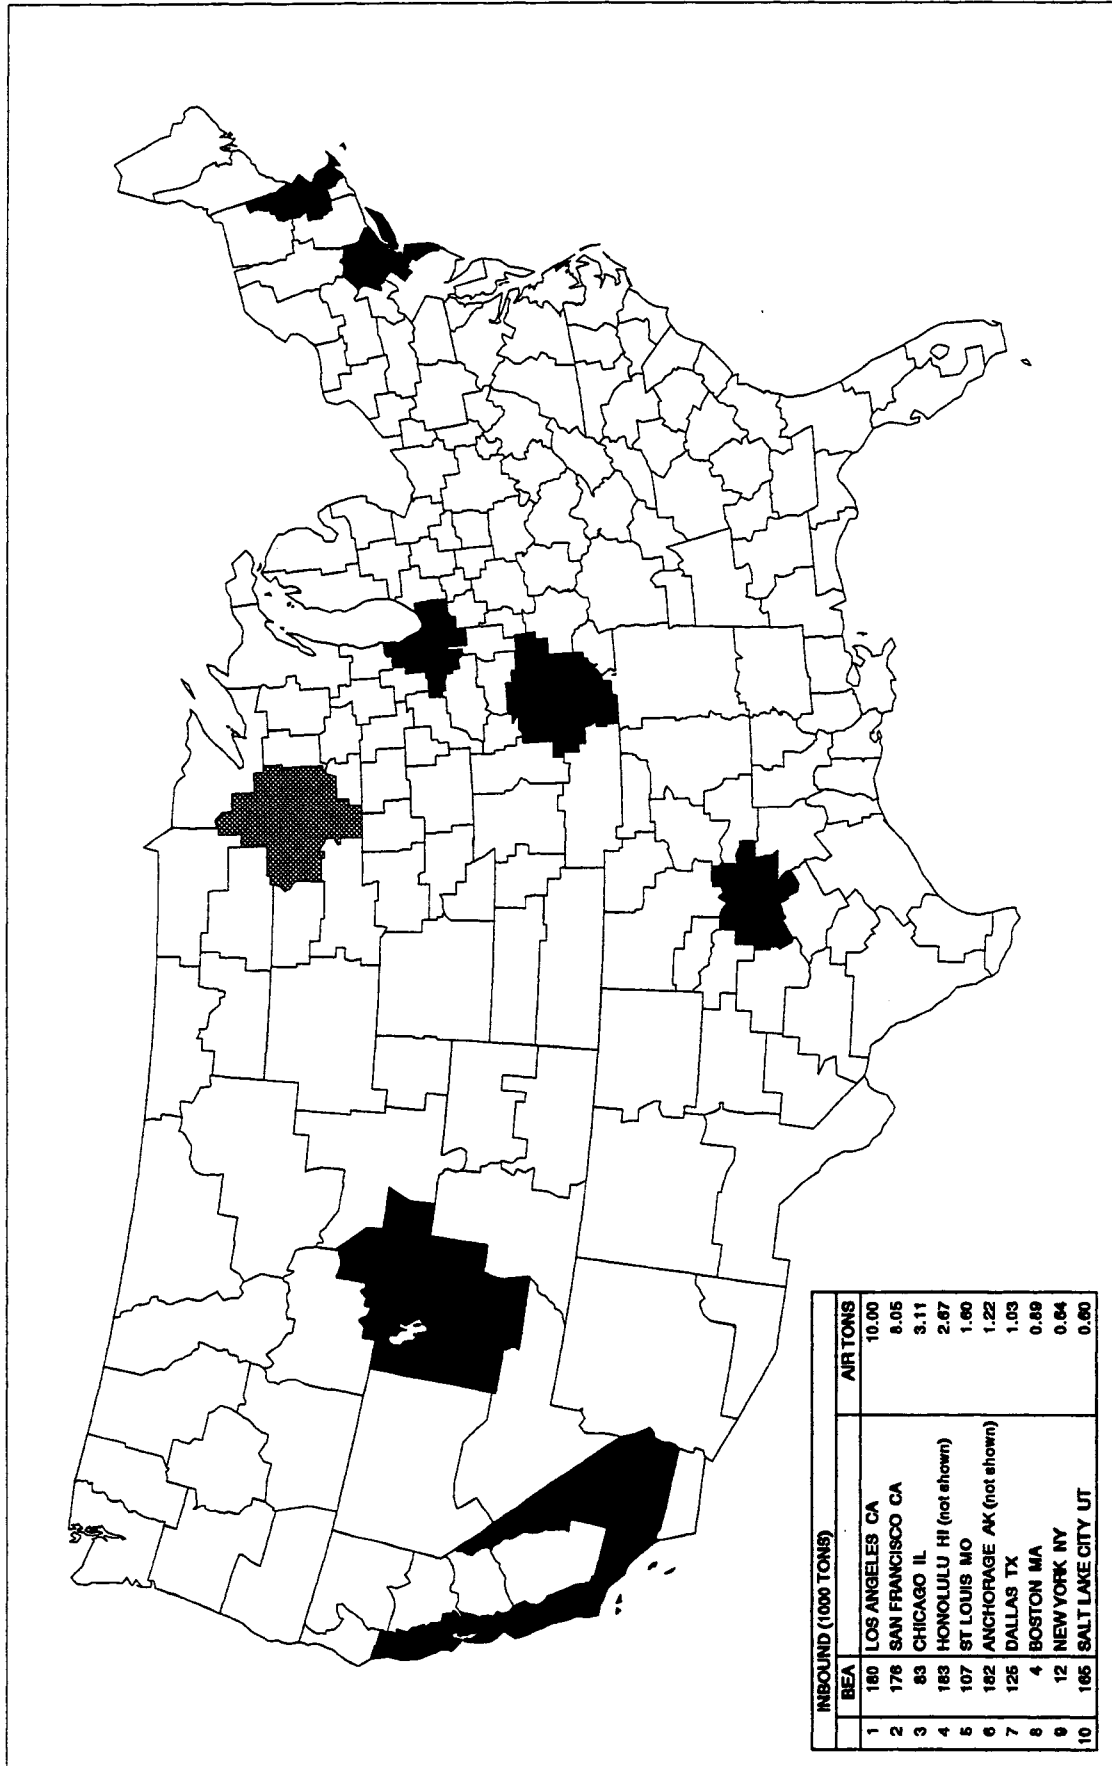 INBOUND (1000 TONS)
BEA AIR TONS
1 180 LOS ANGELES CA 10.00
2 176 SAN FRANCISCO CA 8.05
3 83 CHICAGO IL 3.11
4 183 HONOLULU HI (not shown) 2.67
5 107 ST LOUIS MO 1.60
6 182 ANCHORAGE AK (not shown) 1.22
7 125 DALLAS TX 1.03
8 4 BOSTON MA 0.89
9 12 NEW YORK NY 0.64
10 165 SALT LAKE CITY UT 0.60